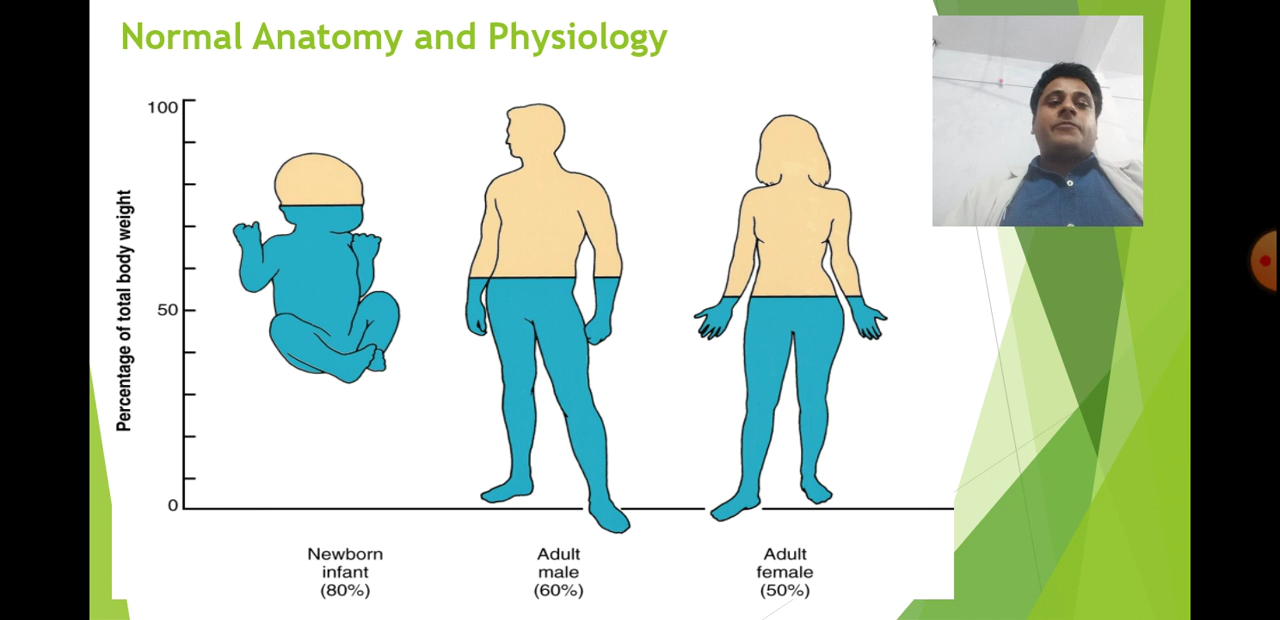 Normal Anatomy and Physiology
Percentage of total body weight
100
50
0
Newborn
infant
(80%)
Adult
male
(60%)
Adult
female
(50%)